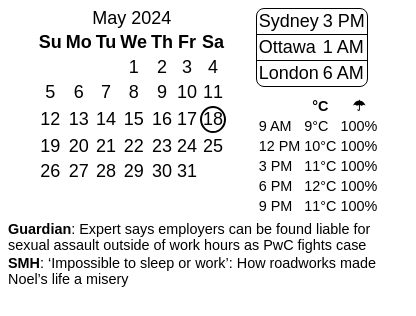 May 2024
Su Mo Tu We Th Fr Sa
1 2 3 4
5 6 7 8 9 10 11
12 13 14 15 16 17 18
19 20 21 22 23 24 25
26 27 28 29 30 31
Sydney 3 PM
Ottawa 1 AM
London 6 AM
°C ☂
9 AM 9°C 100%
12 PM 10°C 100%
3 PM 11°C 100%
6 PM 12°C 100%
9 PM 11°C 100%
Guardian: Expert says employers can be found liable for
sexual assault outside of work hours as PwC fights case
SMH: ‘Impossible to sleep or work’: How roadworks made
Noel’s life a misery